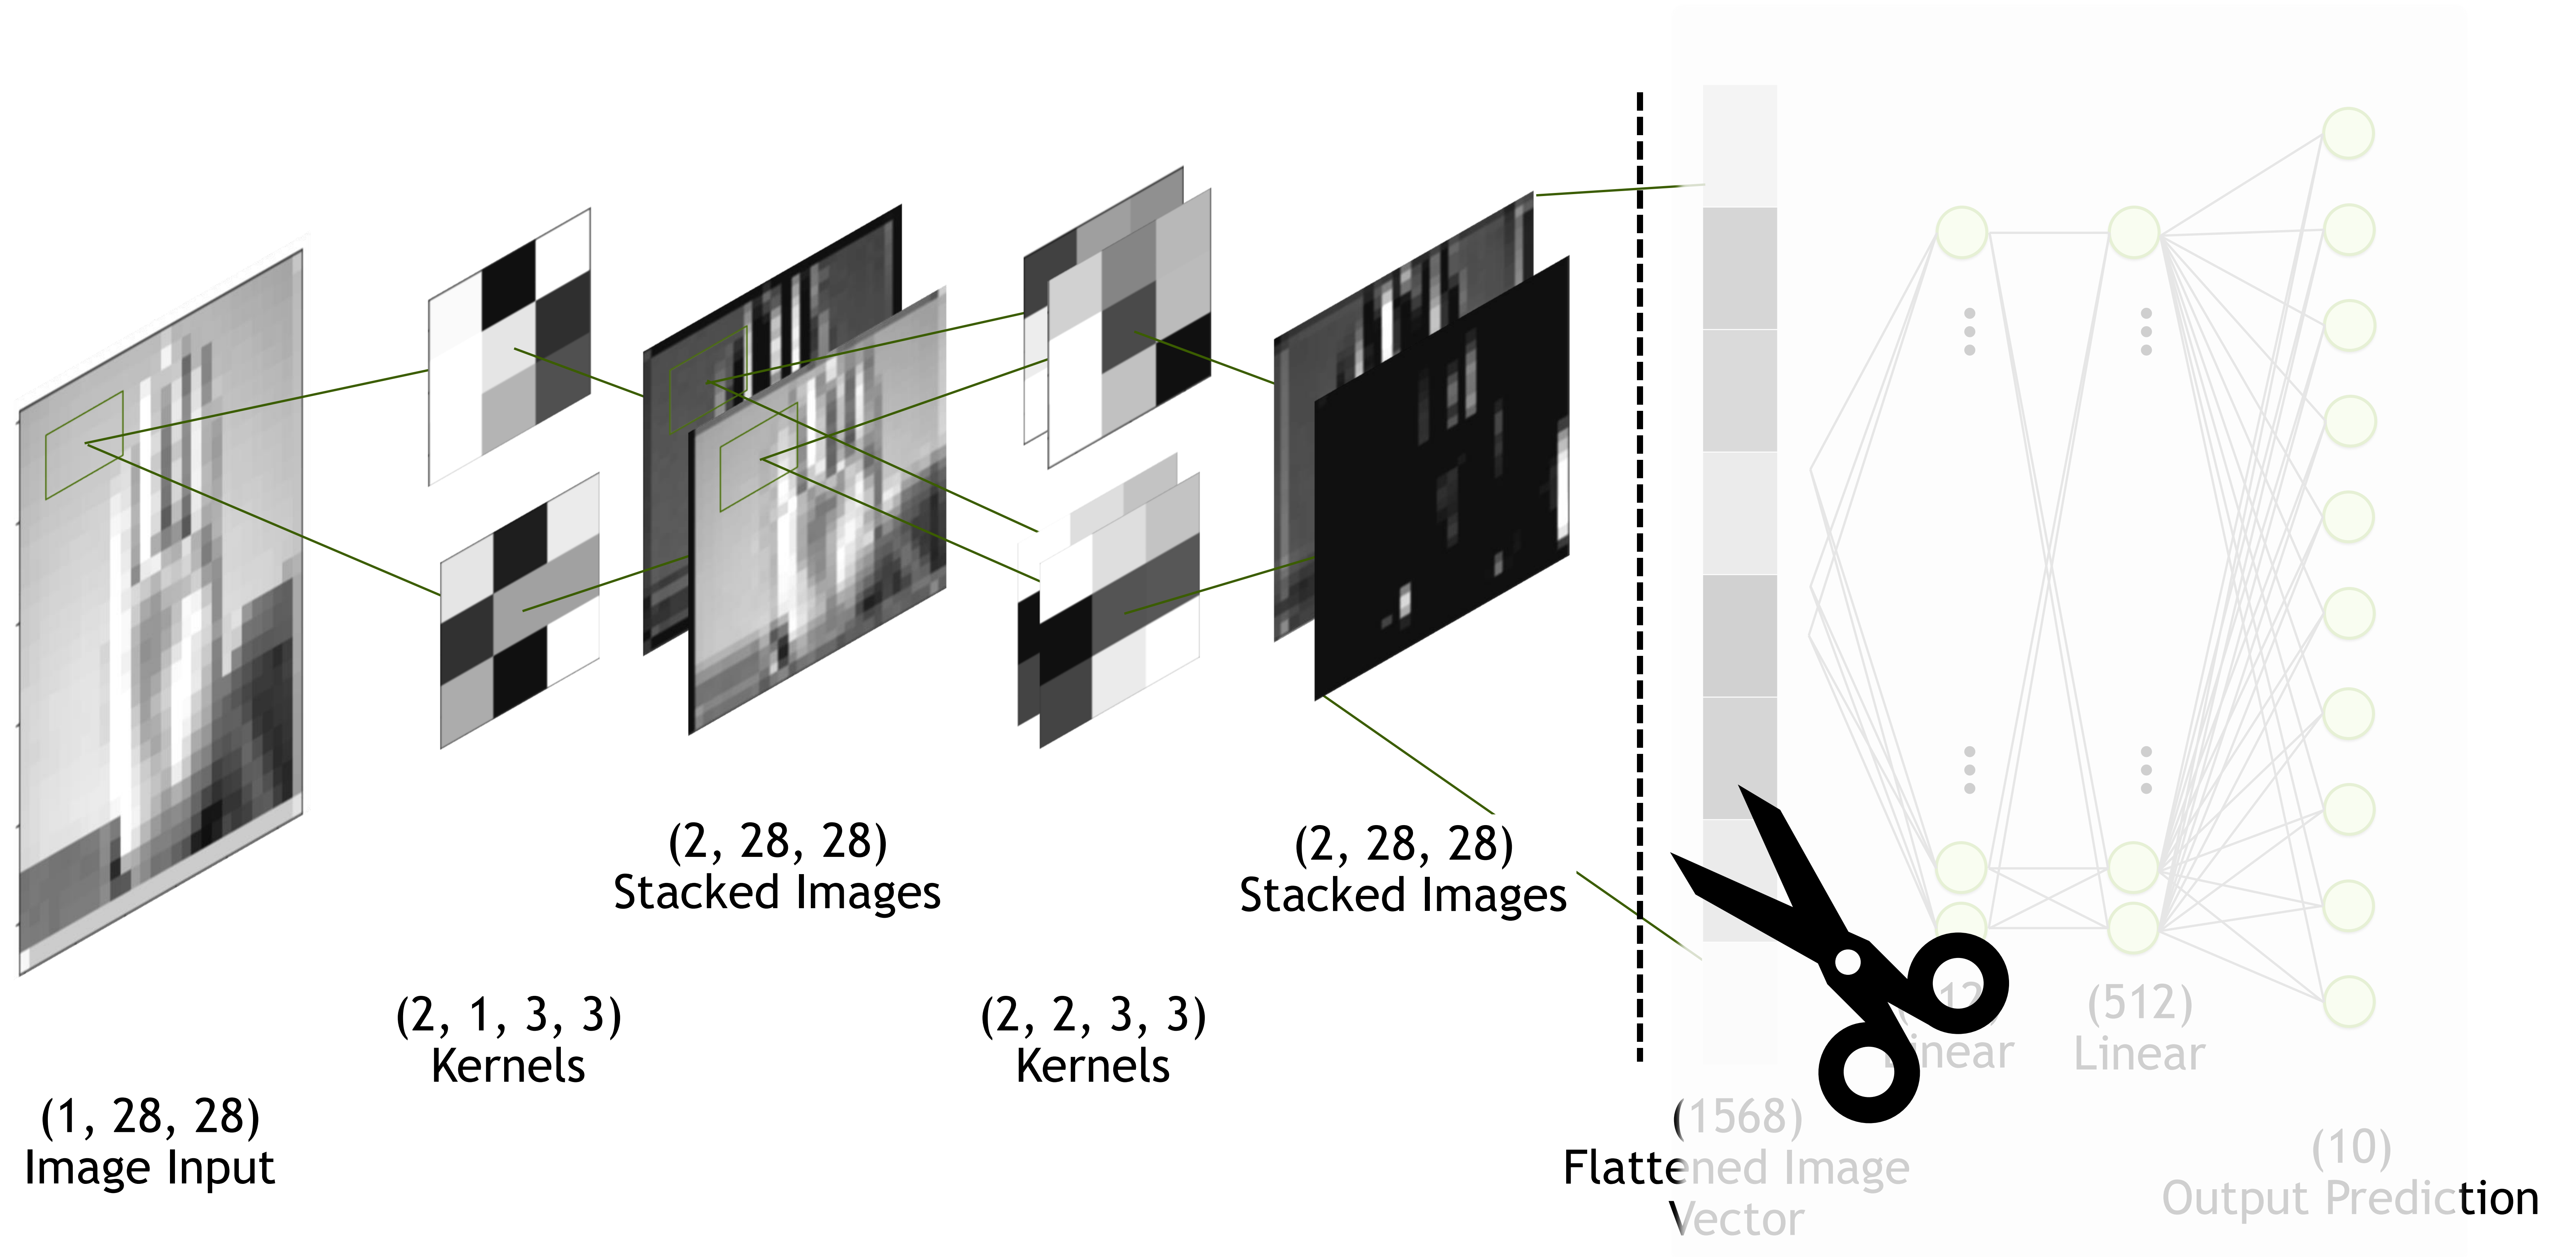 (1, 28, 28)
Image Input
(2, 1, 3, 3)
Kernels
(2, 28, 28)
Stacked Images
(2, 2, 3, 3)
Kernels
(2, 28, 28)
Stacked Images
(1568)
Flattened Image
Vector
Linear
(512)
Linear
(10)
Output Prediction